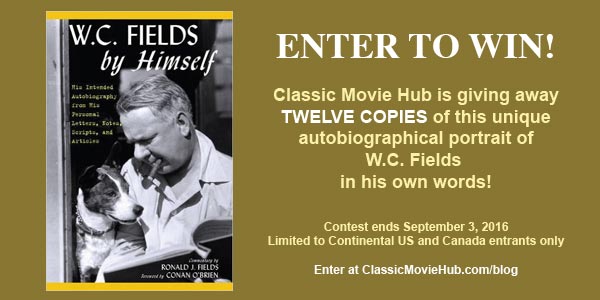 W.C. FIELDS
by Himself
His Intended
Autobiography
from His
Personal
Letters, Notes,
Scripts, and
Articles
Commentary by
RONALD J. FIELDS
Foreword by CONAN O'BRIEN
ENTER TO WIN!
Classic Movie Hub is giving away
TWELVE COPIES of this unique
autobiographical portrait of
W.C. Fields
in his own words!
Contest ends September 3, 2016
Limited to Continental US and Canada entrants only
Enter at ClassicMovieHub.com/blog